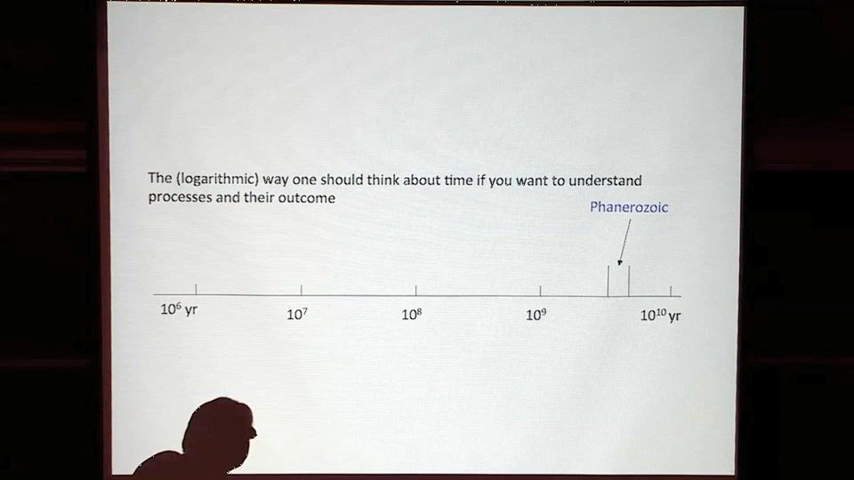 The (logarithmic) way one should think about time if you want to understand
processes and their outcome
Phanerozoic
10⁶ yr
10⁷
10⁸
10⁹
10¹⁰ yr